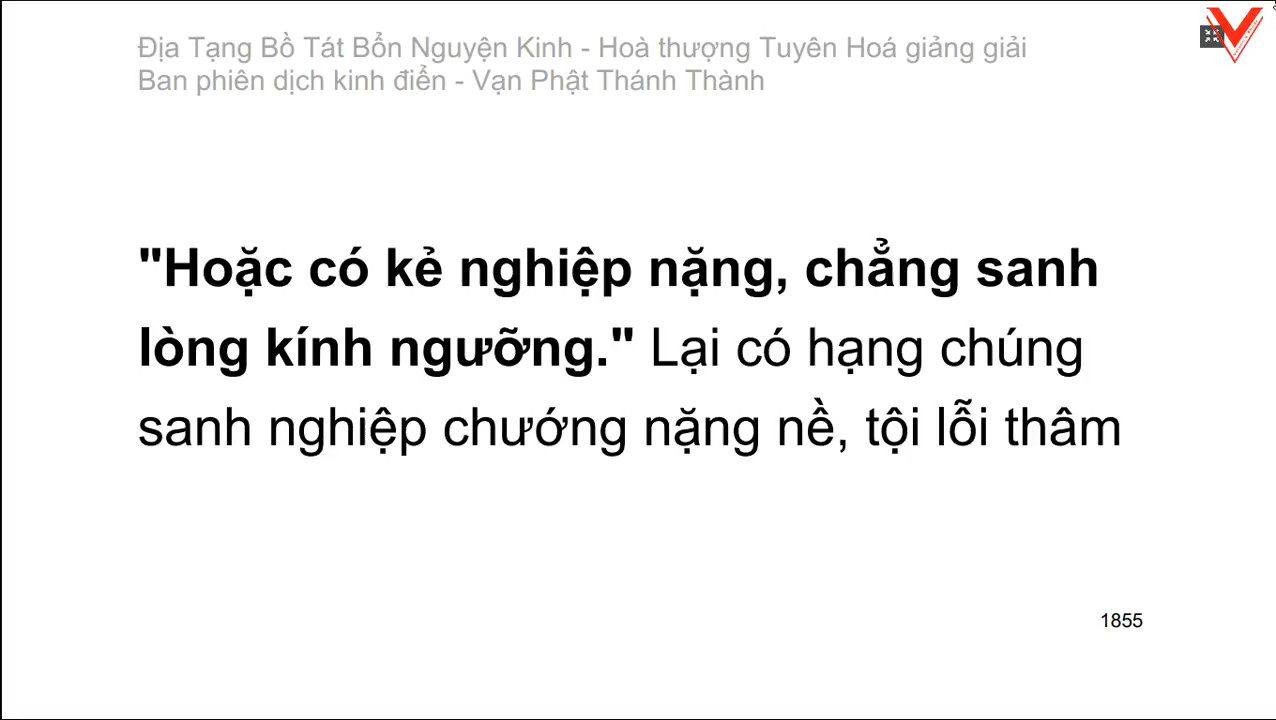 Địa Tạng Bồ Tát Bổn Nguyện Kinh - Hoà thượng Tuyên Hoá giảng giải
Ban phiên dịch kinh điển - Vạn Phật Thánh Thành
"Hoặc có kẻ nghiệp nặng, chẳng sanh
lòng kính ngưỡng." Lại có hạng chúng
sanh nghiệp chướng nặng nề, tội lỗi thâm
1855